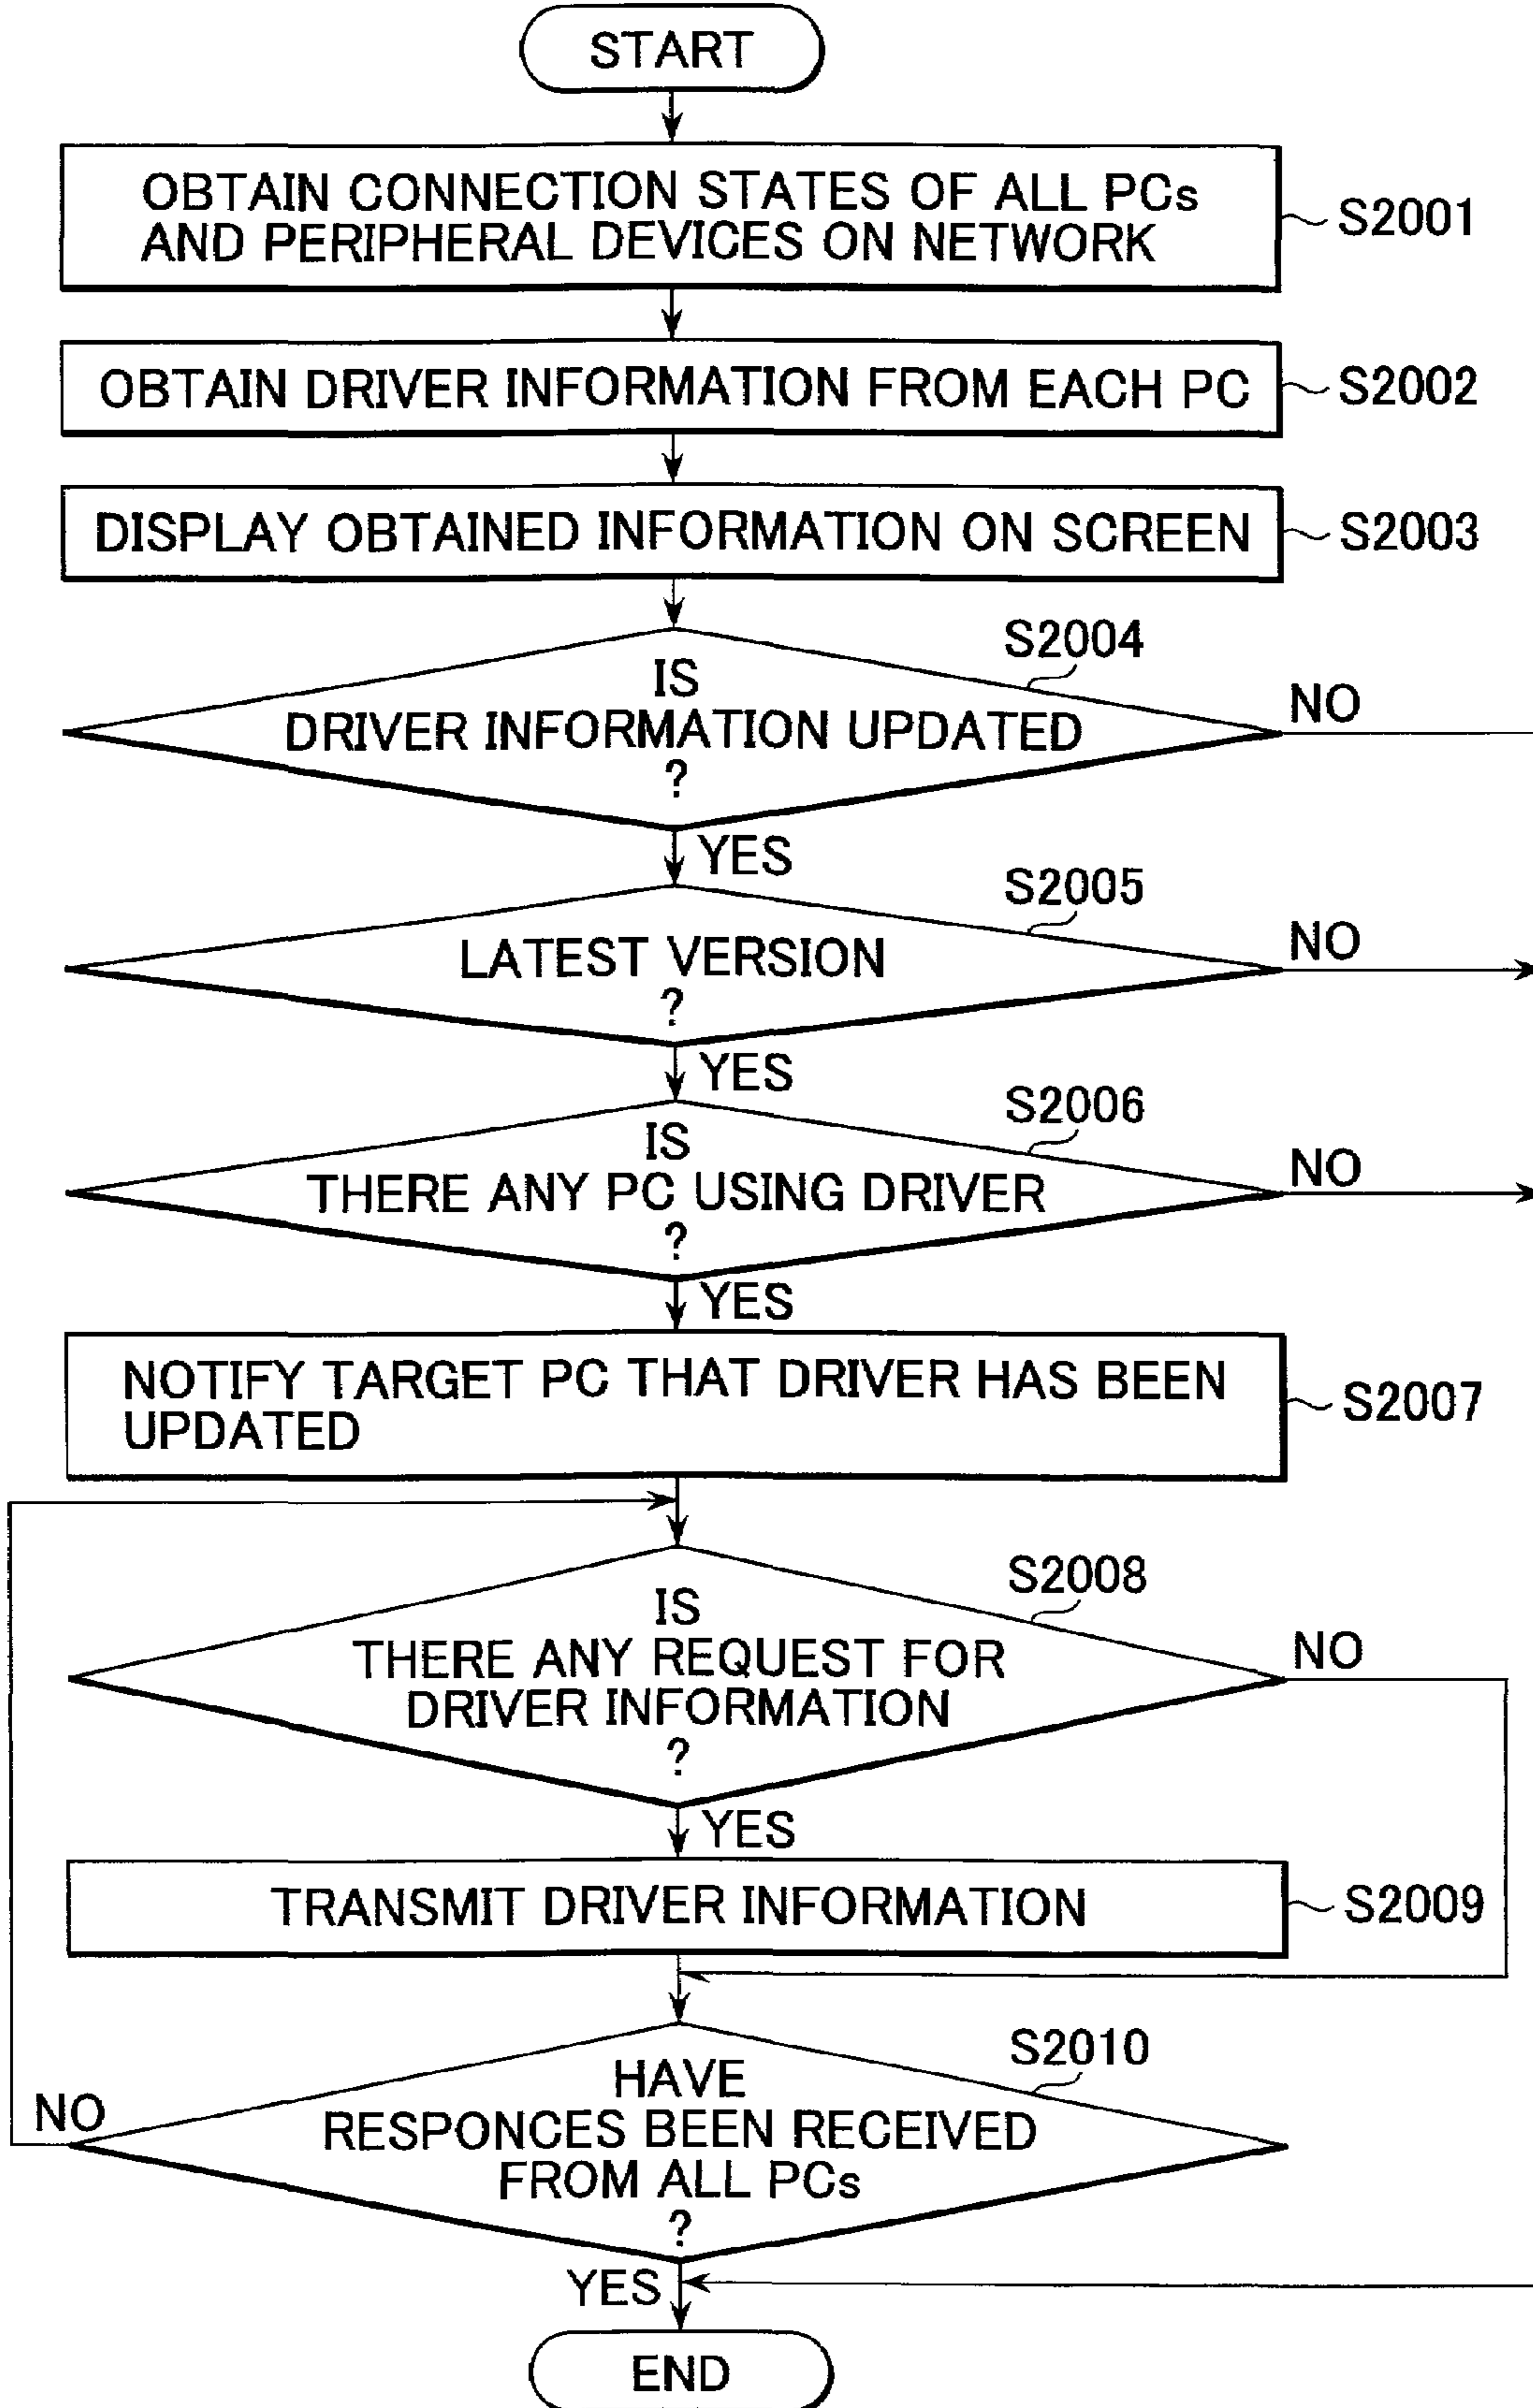 START
OBTAIN CONNECTION STATES OF ALL PCs
AND PERIPHERAL DEVICES ON NETWORK
S2001
OBTAIN DRIVER INFORMATION FROM EACH PC
S2002
DISPLAY OBTAINED INFORMATION ON SCREEN
S2003
S2004
IS
DRIVER INFORMATION UPDATED
?
NO
YES
S2005
LATEST VERSION
?
NO
YES
S2006
IS
THERE ANY PC USING DRIVER
?
NO
YES
NOTIFY TARGET PC THAT DRIVER HAS BEEN
UPDATED
S2007
S2008
IS
THERE ANY REQUEST FOR
DRIVER INFORMATION
?
NO
YES
TRANSMIT DRIVER INFORMATION
S2009
S2010
HAVE
RESPONCES BEEN RECEIVED
FROM ALL PCs
?
NO
YES
END